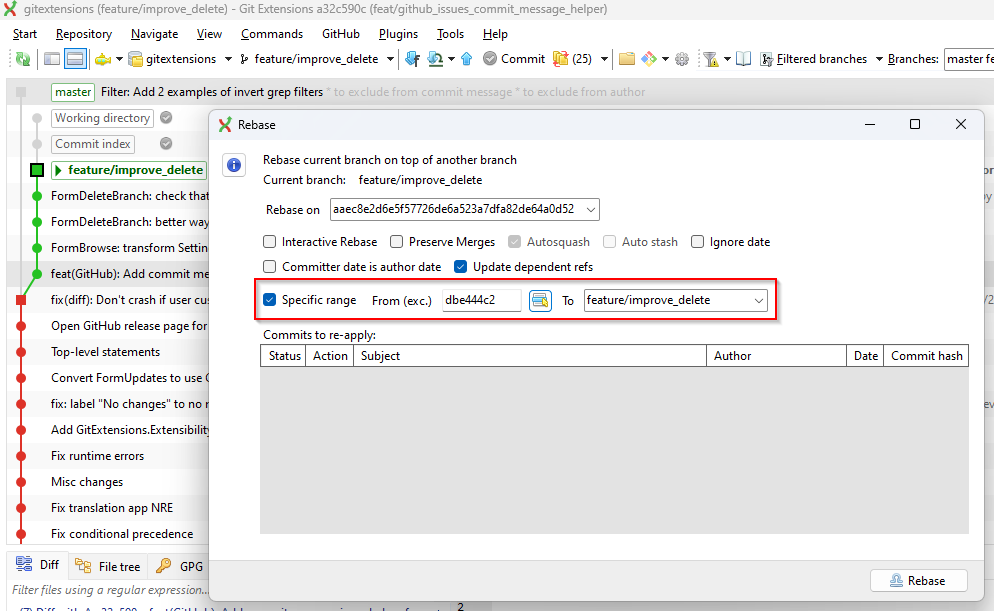 gitextensions (feature/improve_delete) - Git Extensions a32c590c (feat/github_issues_commit_message_helper)
Start Repository Navigate View Commands GitHub Plugins Tools Help
gitextensions feature/improve_delete Commit (25) Filtered branches Branches: master fe
master Filter: Add 2 examples of invert grep filters * to exclude from commit message * to exclude from author
Working directory
Commit index
feature/improve_delete
FormDeleteBranch: check that
FormDeleteBranch: better way
FormBrowse: transform Settin
feat(GitHub): Add commit me
fix(diff): Don't crash if user cus
Open GitHub release page for
Top-level statements
Convert FormUpdates to use G
fix: label "No changes" to no r
Add GitExtensions.Extensibility
Fix runtime errors
Misc changes
Fix translation app NRE
Fix conditional precedence
Rebase
Rebase current branch on top of another branch
Current branch: feature/improve_delete
Rebase on aaec8e2d6e5f57726de6a523a7dfa82de64a0d52
Interactive Rebase Preserve Merges Autosquash Auto stash Ignore date
Committer date is author date Update dependent refs
Specific range From (exc.) dbe444c2 To feature/improve_delete
Commits to re-apply:
Status Action Subject Author Date Commit hash
Rebase
Diff File tree GPG
Filter files using a regular expression...
2